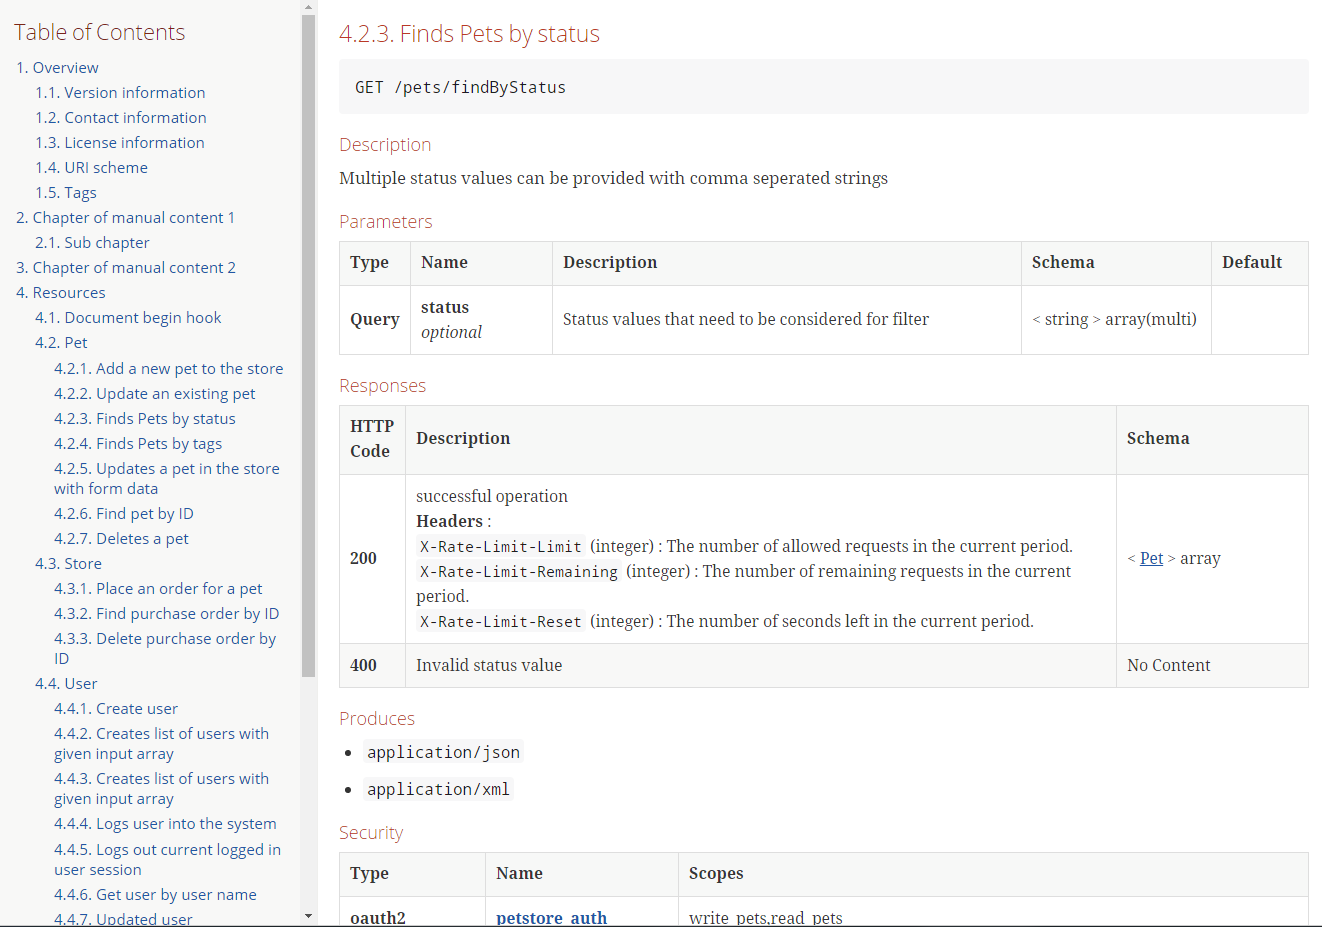 Table of Contents
1. Overview
1.1. Version information
1.2. Contact information
1.3. License information
1.4. URI scheme
1.5. Tags
2. Chapter of manual content 1
2.1. Sub chapter
3. Chapter of manual content 2
4. Resources
4.1. Document begin hook
4.2. Pet
4.2.1. Add a new pet to the store
4.2.2. Update an existing pet
4.2.3. Finds Pets by status
4.2.4. Finds Pets by tags
4.2.5. Updates a pet in the store
with form data
4.2.6. Find pet by ID
4.2.7. Deletes a pet
4.3. Store
4.3.1. Place an order for a pet
4.3.2. Find purchase order by ID
4.3.3. Delete purchase order by
ID
4.4. User
4.4.1. Create user
4.4.2. Creates list of users with
given input array
4.4.3. Creates list of users with
given input array
4.4.4. Logs user into the system
4.4.5. Logs out current logged in
user session
4.4.6. Get user by user name
4.4.7. Updated user
4.2.3. Finds Pets by status
GET /pets/findByStatus
Description
Multiple status values can be provided with comma seperated strings
Parameters
Type Name Description Schema Default
Query status optional Status values that need to be considered for filter < string > array(multi)
Responses
HTTP Code Description Schema
200
successful operation
Headers :
X-Rate-Limit-Limit (integer) : The number of allowed requests in the current period.
X-Rate-Limit-Remaining (integer) : The number of remaining requests in the current
period.
X-Rate-Limit-Reset (integer) : The number of seconds left in the current period.
< Pet > array
400 Invalid status value No Content
Produces
• application/json
• application/xml
Security
Type Name Scopes
oauth2 petstore_auth write_pets,read_pets